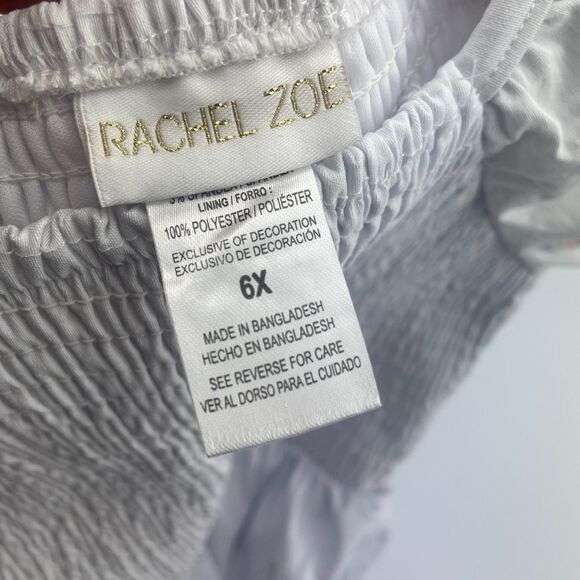 RACHEL ZOE
LINING / FORRO :
100% POLYESTER / POLIÉSTER
EXCLUSIVE OF DECORATION
EXCLUSIVO DE DECORACIÓN
6X
MADE IN BANGLADESH
HECHO EN BANGLADESH
SEE REVERSE FOR CARE
VER AL DORSO PARA EL CUIDADO